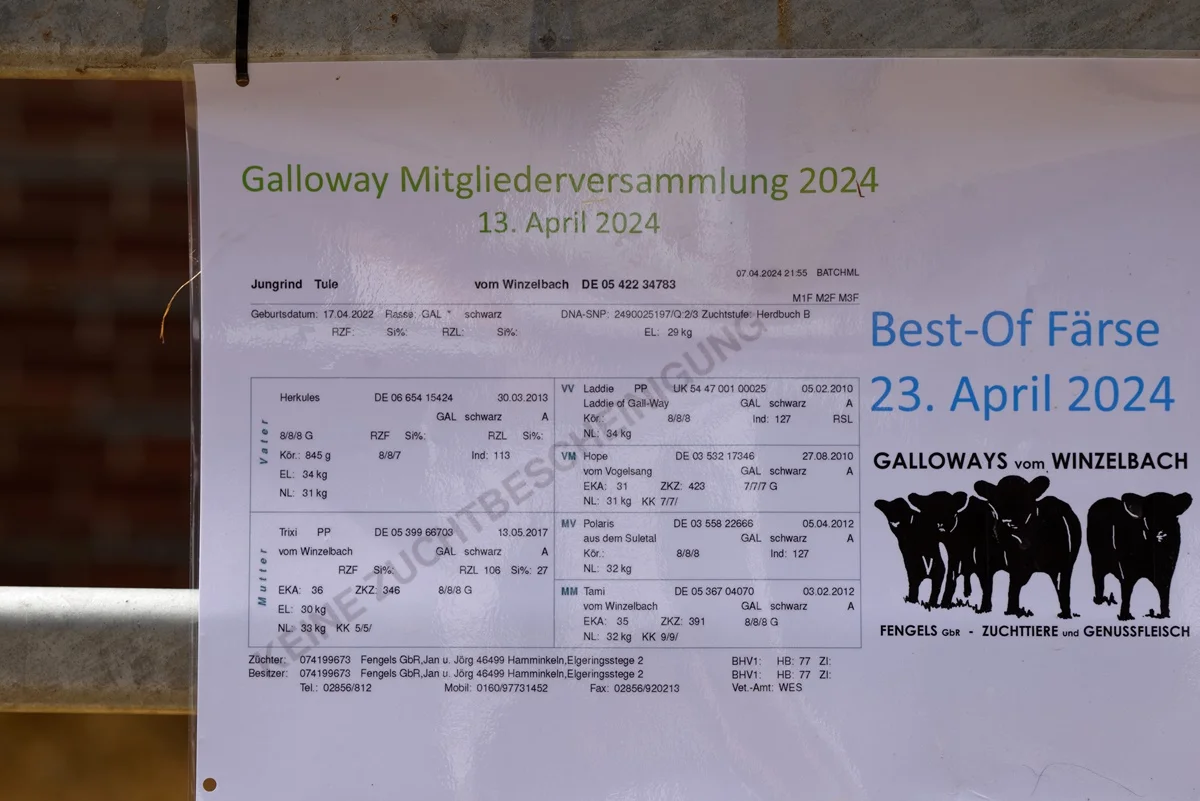 Galloway Mitgliederversammlung 2024
13. April 2024
07.04.2024 21:55 BATCHML
Jungrind Tule vom Winzelbach DE 05 422 34783
M1F M2F M3F
Geburtsdatum: 17.04.2022 Rasse: GAL * schwarz DNA-SNP: 2490025197/Q:2/3 Zuchtstufe: Herdbuch B
RZF: Si%: RZL: Si%: EL: 29 kg
Vater
Herkules DE 06 654 15424 30.03.2013
GAL schwarz A
8/8/8 G RZF Si%: RZL Si%:
Kör.: 845 g 8/8/7 Ind: 113
EL: 34 kg
NL: 31 kg
VV Laddie PP UK 54 47 001 00025 05.02.2010
Laddie of Gall-Way GAL schwarz A
Kör.: 8/8/8 Ind: 127 RSL
NL: 34 kg
VM Hope DE 03 532 17346 27.08.2010
vom Vogelsang GAL schwarz A
EKA: 31 ZKZ: 423 7/7/7 G
NL: 31 kg KK 7/7/
Mutter
Trixi PP DE 05 399 66703 13.05.2017
vom Winzelbach GAL schwarz A
RZF Si%: RZL 106 Si%: 27
EKA: 36 ZKZ: 346 8/8/8 G
EL: 30 kg
NL: 33 kg KK 5/5/
MV Polaris DE 03 558 22666 05.04.2012
aus dem Suletal GAL schwarz A
Kör.: 8/8/8 Ind: 127
NL: 32 kg
MM Tami DE 05 367 04070 03.02.2012
vom Winzelbach GAL schwarz A
EKA: 35 ZKZ: 391 8/8/8 G
NL: 32 kg KK 9/9/
Züchter: 074199673 Fengels GbR,Jan u. Jörg 46499 Hamminkeln,Elgeringsstege 2 BHV1: HB: 77 ZI:
Besitzer: 074199673 Fengels GbR,Jan u. Jörg 46499 Hamminkeln,Elgeringsstege 2 BHV1: HB: 77 ZI:
Tel.: 02856/812 Mobil: 0160/97731452 Fax: 02856/920213 Vet.-Amt: WES
KEINE ZUCHTBESCHEINIGUNG
Best-Of Färse
23. April 2024
GALLOWAYS vom WINZELBACH
FENGELS GbR - ZUCHTTIERE und GENUSSFLEISCH